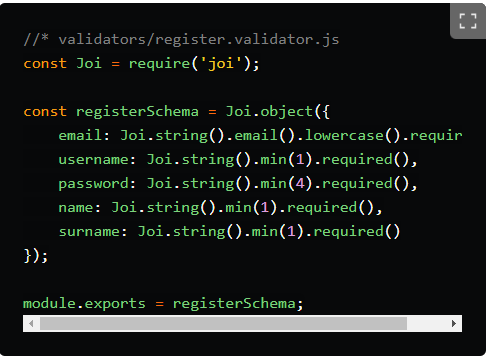 //* validators/register.validator.js
const Joi = require('joi');
const registerSchema = Joi.object({
    email: Joi.string().email().lowercase().requir
    username: Joi.string().min(1).required(),
    password: Joi.string().min(4).required(),
    name: Joi.string().min(1).required(),
    surname: Joi.string().min(1).required()
});
module.exports = registerSchema;